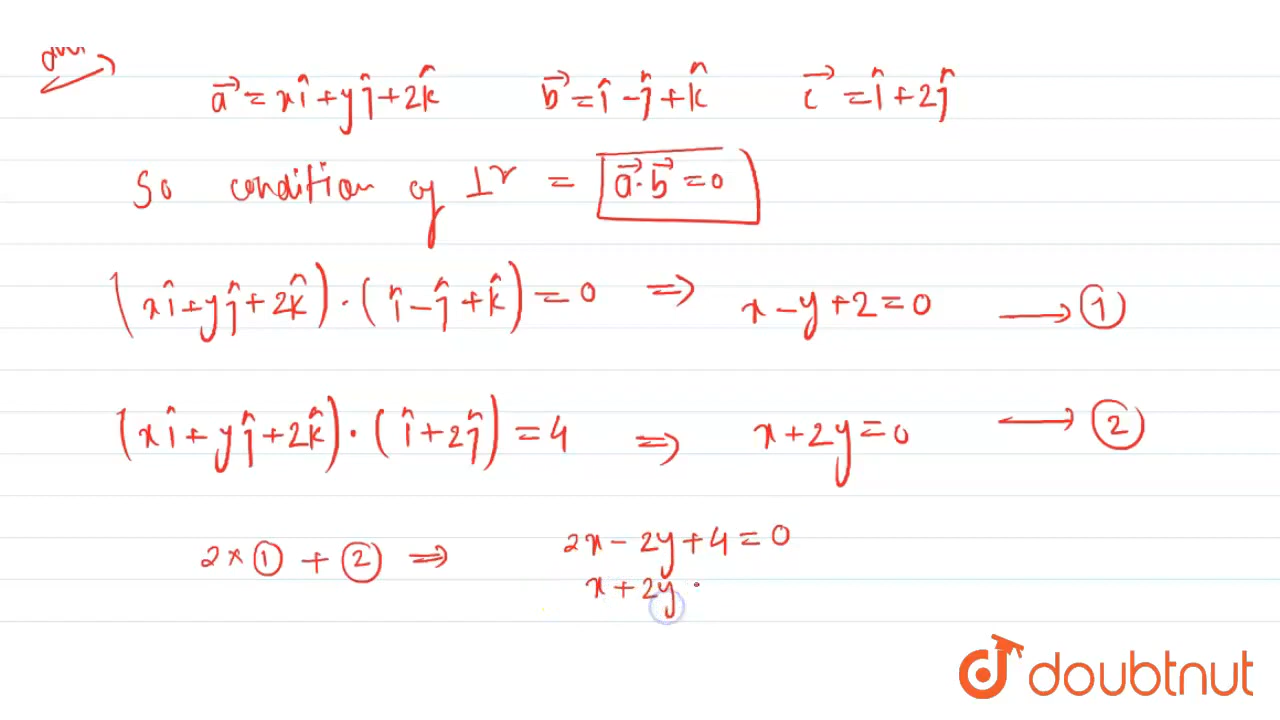 a⃗ = xî + yĵ + 2k̂ b⃗ = î - ĵ + k̂ c⃗ = î + 2ĵ
So condition of ⊥r = a⃗·b⃗ = 0
(xî + yĵ + 2k̂)·(î - ĵ + k̂) = 0 ⇒ x - y + 2 = 0 → ①
(xî + yĵ + 2k̂)·(î + 2ĵ) = 4 ⇒ x + 2y = 0 → ②
2 × ① + ② ⇒ 2x - 2y + 4 = 0
x + 2y
doubtnut